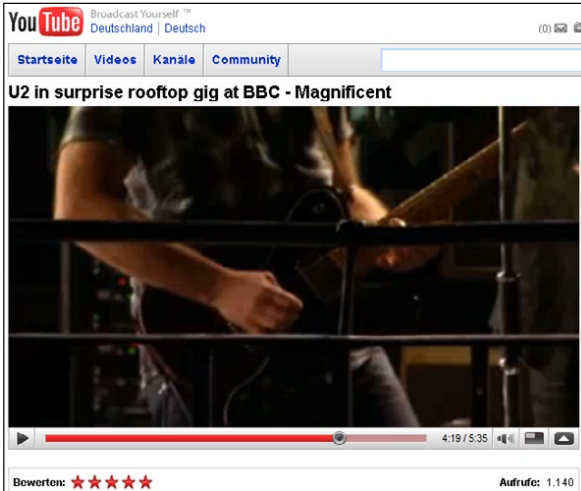 YouTube Broadcast Yourself ™
Deutschland | Deutsch
(0)
Startseite Videos Kanäle Community
U2 in surprise rooftop gig at BBC - Magnificent
4:19 / 5:35
Bewerten: Aufrufe: 1.140